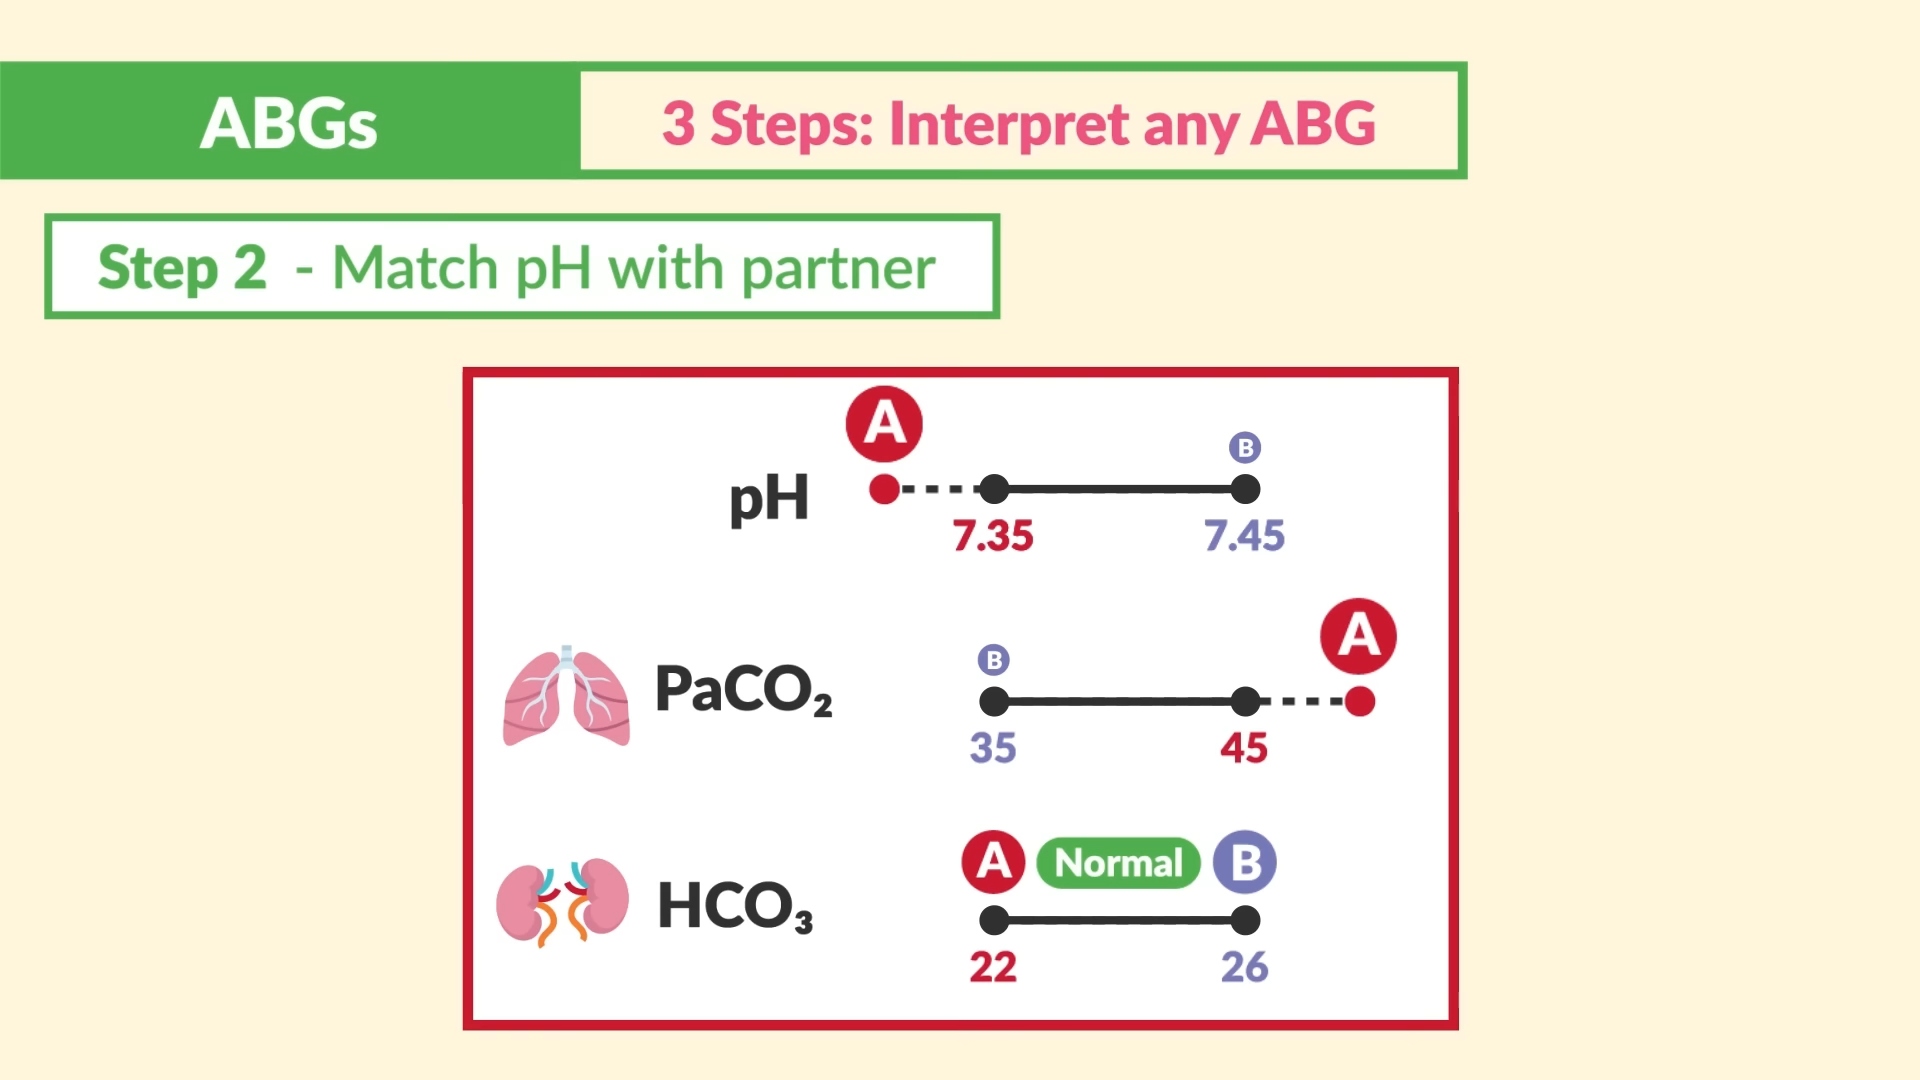 ABGs
3 Steps: Interpret any ABG
Step 2 - Match pH with partner
A
B
pH
7.35 7.45
A
B
PaCO₂
35 45
A Normal B
HCO₃
22 26